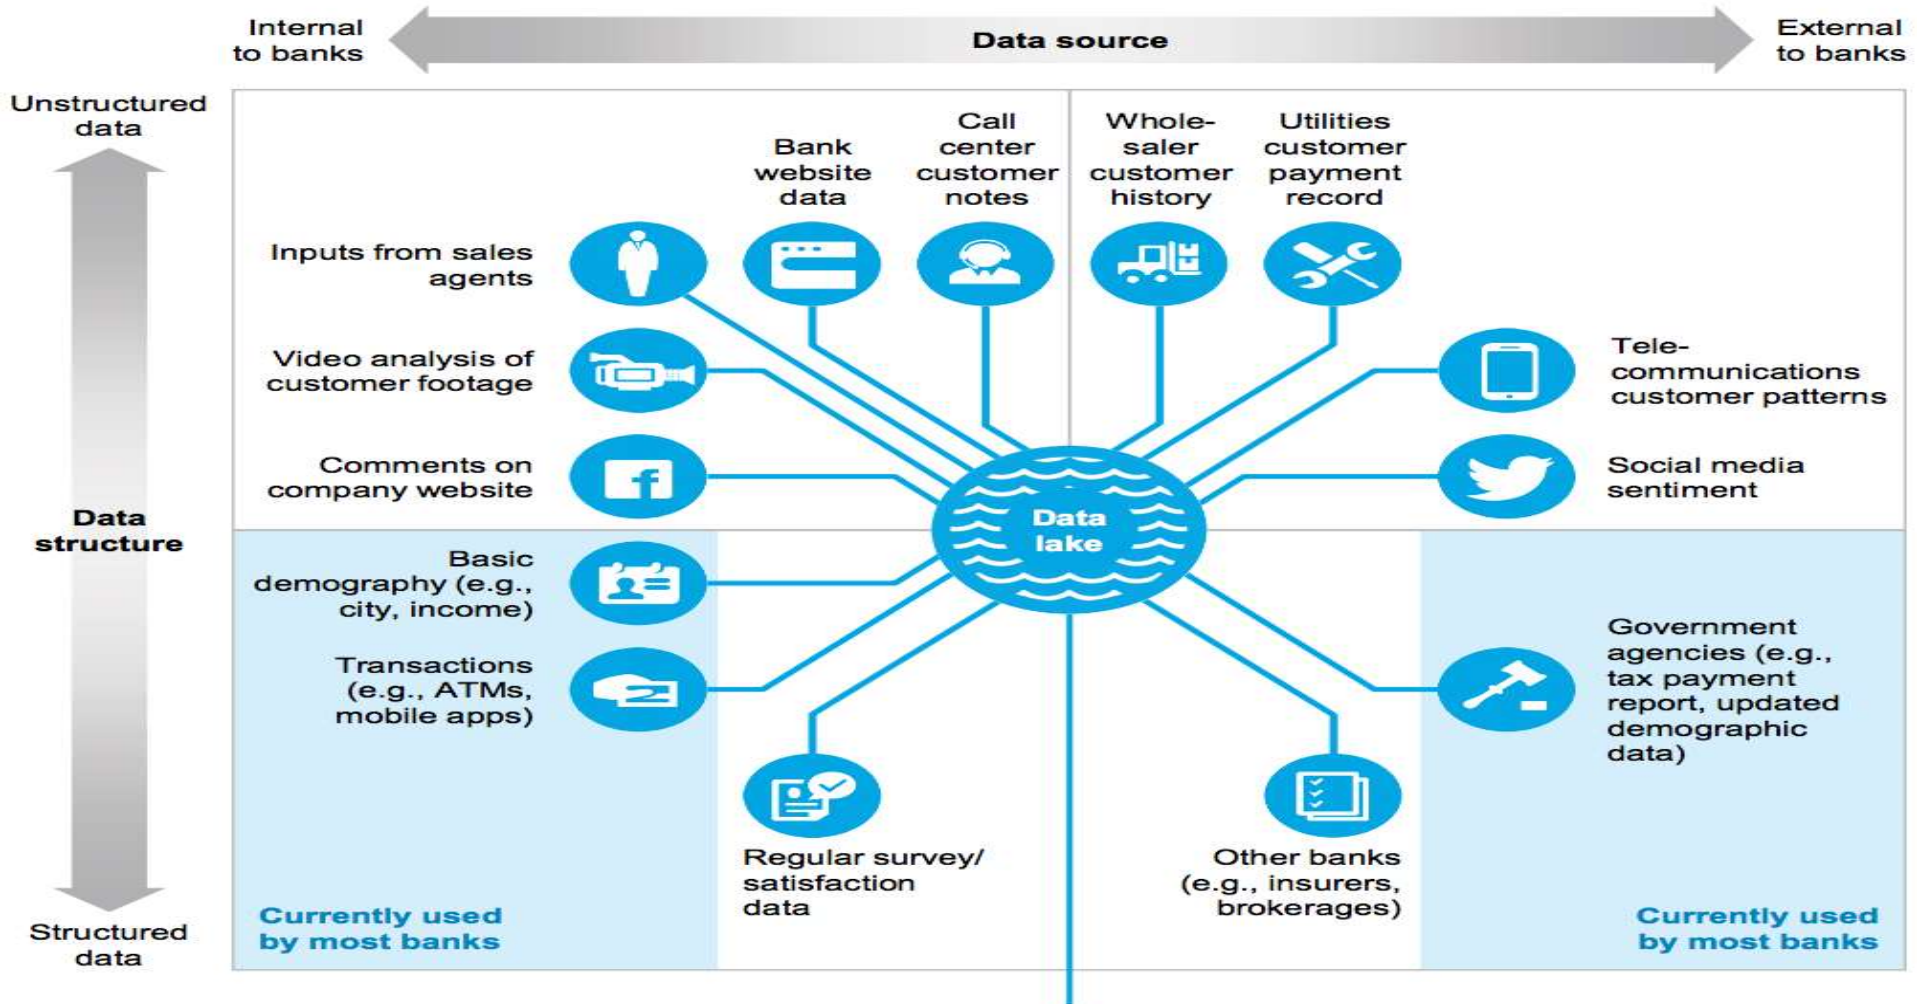 Internal
to banks
Data source
External
to banks
Unstructured
data
Data
structure
Structured
data
Inputs from sales
agents
Bank
website
data
Call
center
customer
notes
Whole-
saler
customer
history
Utilities
customer
payment
record
Video analysis of
customer footage
Tele-
communications
customer patterns
Comments on
company website
Social media
sentiment
Data
lake
Basic
demography (e.g.,
city, income)
Transactions
(e.g., ATMs,
mobile apps)
Government
agencies (e.g.,
tax payment
report, updated
demographic
data)
Regular survey/
satisfaction
data
Other banks
(e.g., insurers,
brokerages)
Currently used
by most banks
Currently used
by most banks